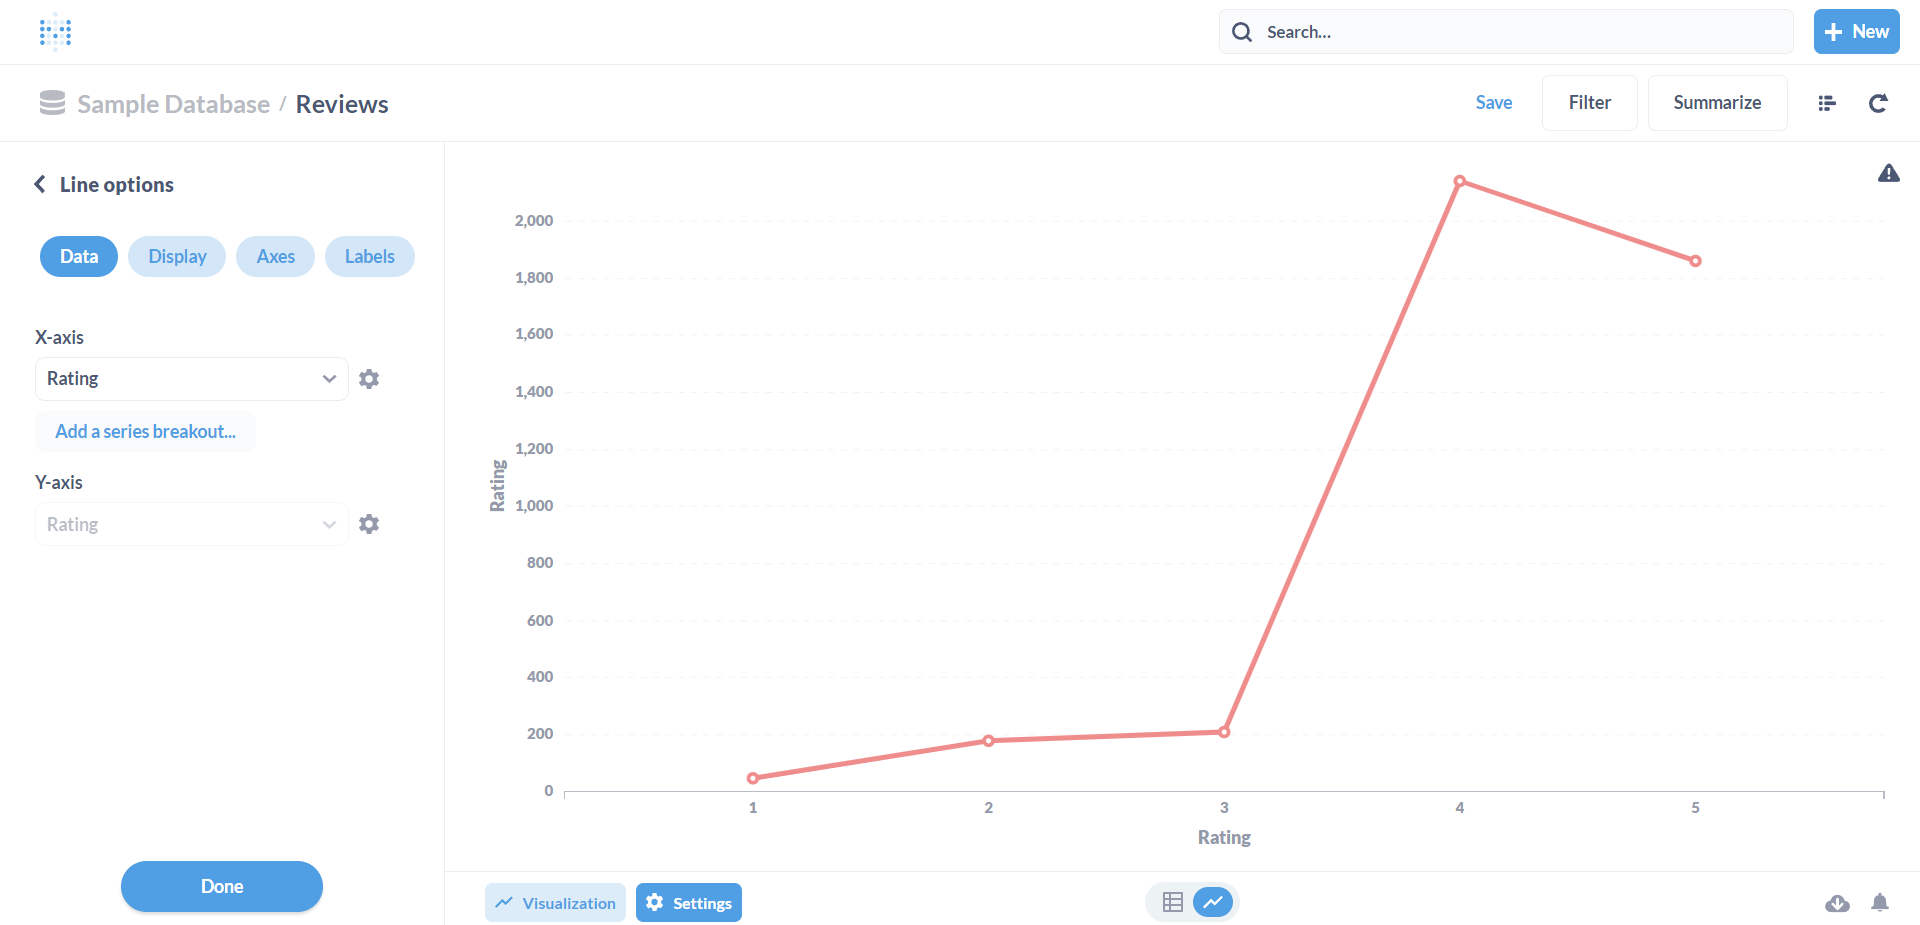 Search...
New
Sample Database / Reviews
Save
Filter
Summarize
Line options
Data
Display
Axes
Labels
X-axis
Rating
Add a series breakout...
Y-axis
Rating
Done
2,000
1,800
1,600
1,400
1,200
1,000
800
600
400
200
0
Rating
1
2
3
4
5
Rating
Visualization
Settings